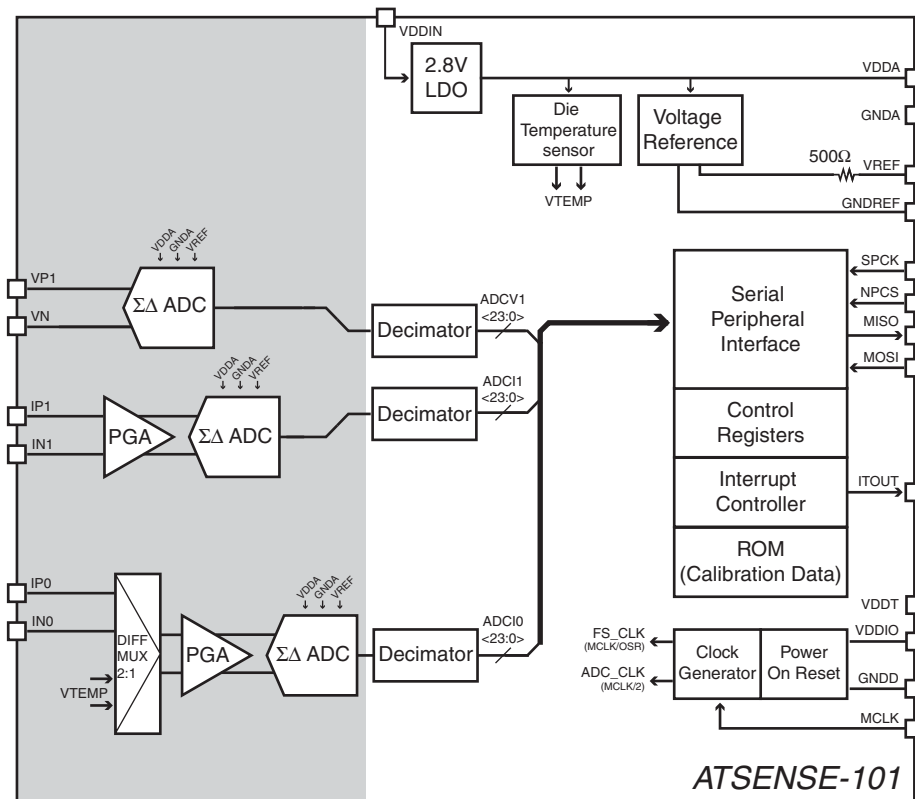 VDDIN
2.8V
LDO
VDDA
GNDA
Die
Temperature
sensor
Voltage
Reference
500Ω
VREF
VTEMP
GNDREF
VDDA
GNDA
VREF
VP1
VN
ΣΔ ADC
Decimator
ADCV1
<23:0>
Serial
Peripheral
Interface
SPCK
NPCS
MISO
MOSI
VDDA
GNDA
VREF
IP1
IN1
PGA
ΣΔ ADC
Decimator
ADCI1
<23:0>
Control
Registers
Interrupt
Controller
ITOUT
ROM
(Calibration Data)
IP0
IN0
DIFF
MUX
2:1
VTEMP
PGA
VDDA
GNDA
VREF
ΣΔ ADC
Decimator
ADCI0
<23:0>
FS_CLK
(MCLK/OSR)
ADC_CLK
(MCLK/2)
Clock
Generator
Power
On Reset
VDDT
VDDIO
GNDD
MCLK
ATSENSE-101